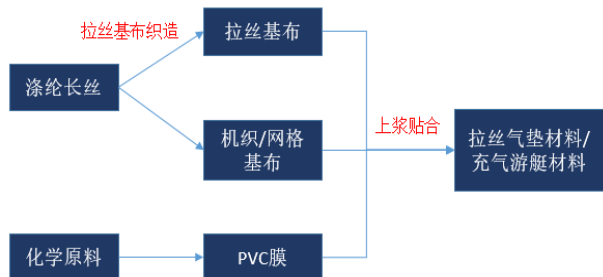 拉丝基布织造
拉丝基布
涤纶长丝
上浆贴合
机织/网格
基布
拉丝气垫材料/
充气游艇材料
化学原料
PVC膜